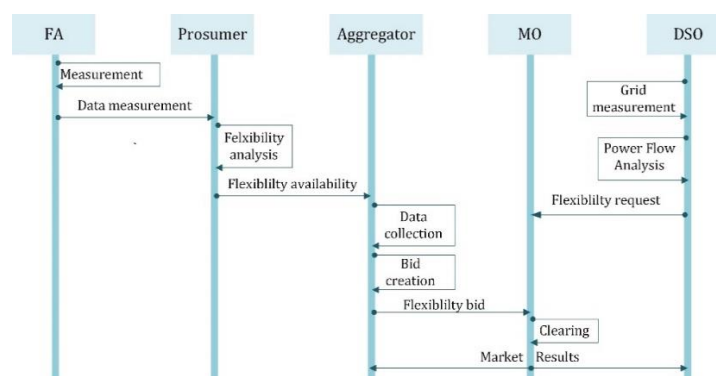 FA
Prosumer
Aggregator
MO
DSO
Measurement
Grid
measurement
Data measurement
Felxibility
analysis
Power Flow
Analysis
Flexiblilty availability
Flexiblilty request
Data
collection
Bid
creation
Flexiblilty bid
Clearing
Market Results